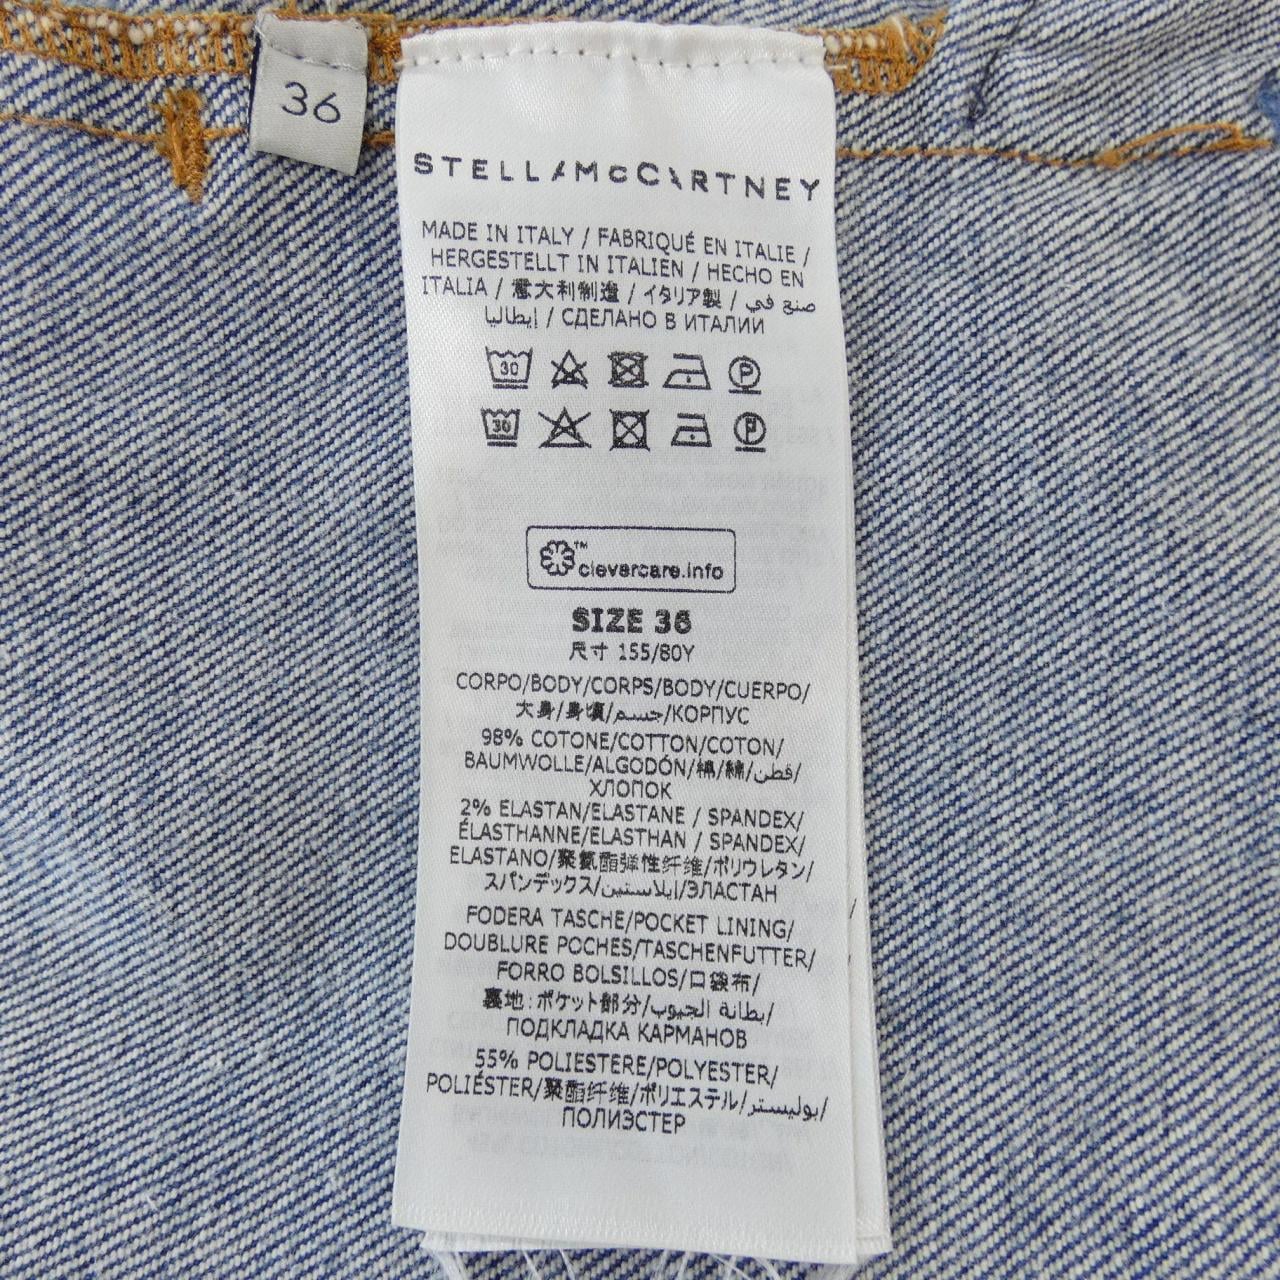 36
STELLA McCARTNEY
MADE IN ITALY / FABRIQUÉ EN ITALIE /
HERGESTELLT IN ITALIEN / HECHO EN
ITALIA / 意大利制造 / イタリア製 / صنع في
إيطاليا / СДЕЛАНО В ИТАЛИИ
30 P
30 P
™ clevercare.info
SIZE 36
尺寸 155/80Y
CORPO/BODY/CORPS/BODY/CUERPO/
大身/身頃/جسم/КОРПУС
98% COTONE/COTTON/COTON/
BAUMWOLLE/ALGODÓN/棉/綿/قطن/
ХЛОПОК
2% ELASTAN/ELASTANE / SPANDEX/
ÉLASTHANNE/ELASTHAN / SPANDEX/
ELASTANO/聚氨酯弹性纤维/ポリウレタン/
スパンデックス/إيلاستين/ЭЛАСТАН
FODERA TASCHE/POCKET LINING/
DOUBLURE POCHES/TASCHENFUTTER/
FORRO BOLSILLOS/口袋布/
裏地:ポケット部分/بطانة الجيوب/
ПОДКЛАДКА КАРМАНОВ
55% POLIESTERE/POLYESTER/
POLIÉSTER/聚酯纤维/ポリエステル/بوليستر/
ПОЛИЭСТЕР